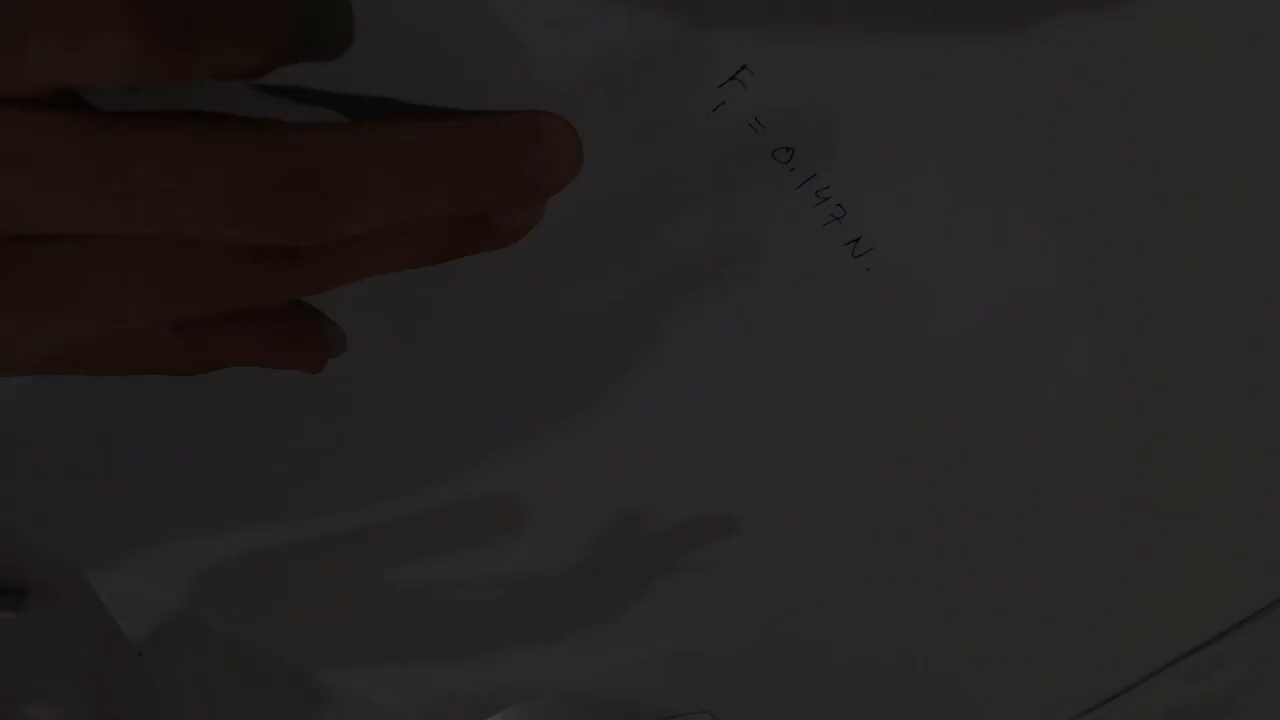 F₁ = 0.147 N.